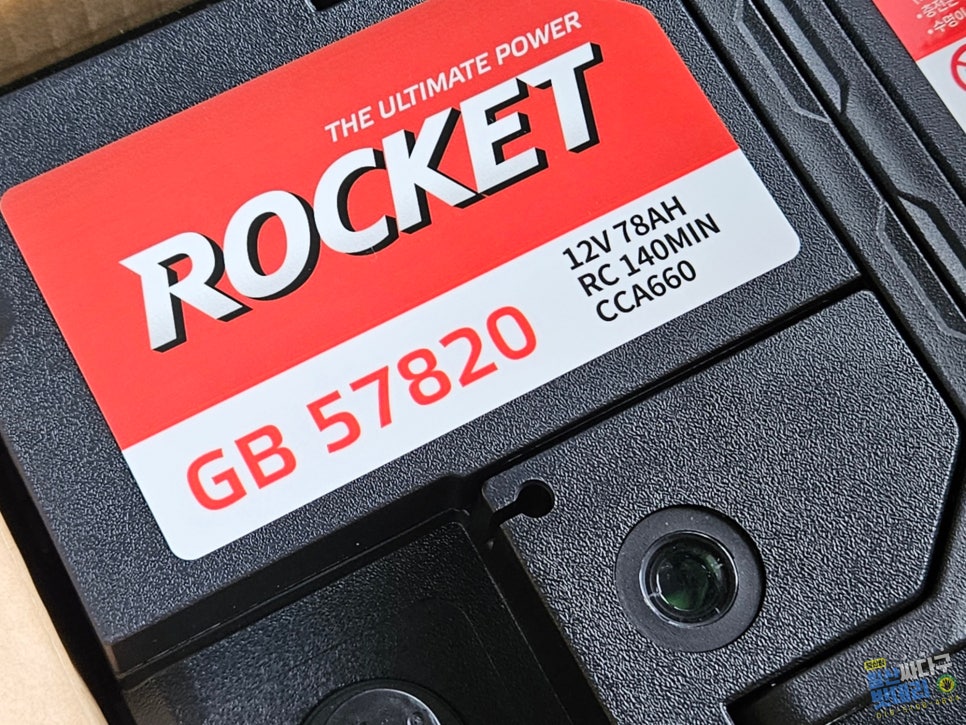 THE ULTIMATE POWER
ROCKET
12V 78AH
RC 140MIN
CCA660
GB 57820